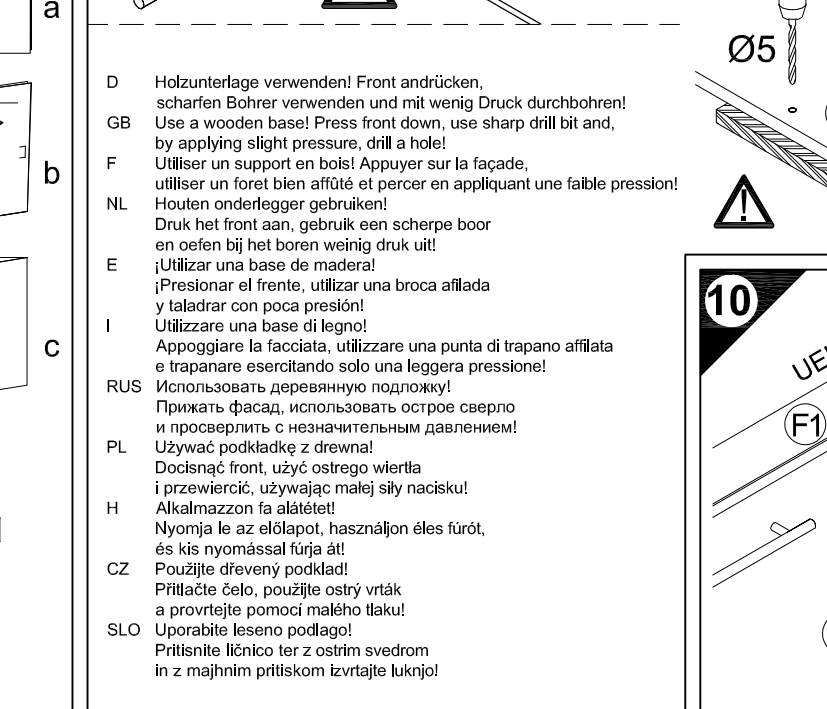 a
b
c
D Holzunterlage verwenden! Front andrücken,
scharfen Bohrer verwenden und mit wenig Druck durchbohren!
GB Use a wooden base! Press front down, use sharp drill bit and,
by applying slight pressure, drill a hole!
F Utiliser un support en bois! Appuyer sur la façade,
utiliser un foret bien affûté et percer en appliquant une faible pression!
NL Houten onderlegger gebruiken!
Druk het front aan, gebruik een scherpe boor
en oefen bij het boren weinig druk uit!
E ¡Utilizar una base de madera!
¡Presionar el frente, utilizar una broca afilada
y taladrar con poca presión!
I Utilizzare una base di legno!
Appoggiare la facciata, utilizzare una punta di trapano affilata
e trapanare esercitando solo una leggera pressione!
RUS Использовать деревянную подложку!
Прижать фасад, использовать острое сверло
и просверлить с незначительным давлением!
PL Używać podkładkę z drewna!
Docisnąć front, użyć ostrego wiertła
i przewiercić, używając małej siły nacisku!
H Alkalmazzon fa alátétet!
Nyomja le az előlapot, használjon éles fúrót,
és kis nyomással fúrja át!
CZ Použijte dřevený podklad!
Přitlačte čelo, použijte ostrý vrták
a provrtejte pomocí malého tlaku!
SLO Uporabite leseno podlago!
Pritisnite ličnico ter z ostrim svedrom
in z majhnim pritiskom izvrtajte luknjo!
Ø5
!
10
F1